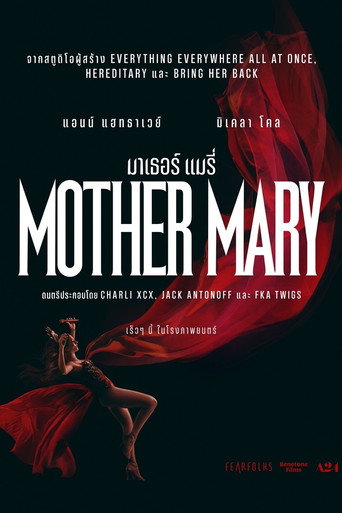 จากสตูดิโอผู้สร้าง EVERYTHING EVERYWHERE ALL AT ONCE,
HEREDITARY และ BRING HER BACK
แอนน์ แฮทธาเวย์ มิเคลา โคล
มาเธอร์ แมรี่
MOTHER MARY
ดนตรีประกอบโดย CHARLI XCX, JACK ANTONOFF และ FKA TWIGS
เร็วๆ นี้ ในโรงภาพยนตร์
FEARFOLKS Benetone Films A24